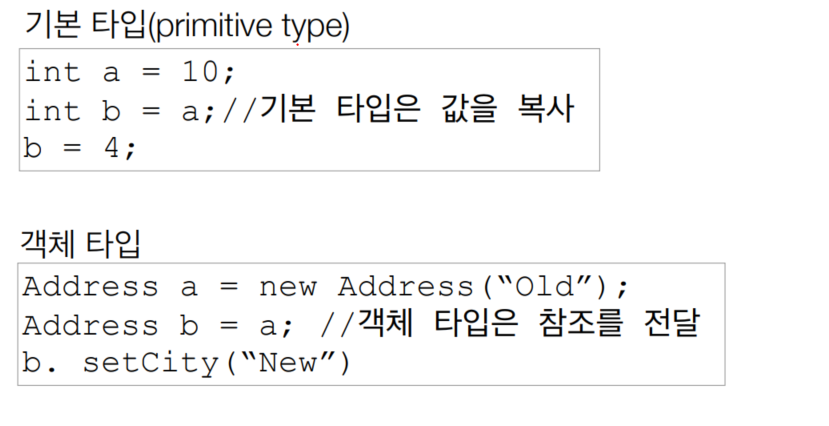 기본 타입(primitive type)
int a = 10;
int b = a;//기본 타입은 값을 복사
b = 4;
객체 타입
Address a = new Address(“Old”);
Address b = a; //객체 타입은 참조를 전달
b. setCity(“New”)